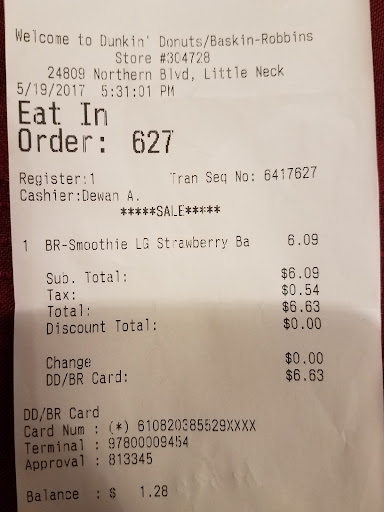 Welcome to Dunkin' Donuts/Baskin-Robbins
Store #304728
24809 Northern Blvd, Little Neck
5/19/2017 5:31:01 PM
Eat In
Order: 627
Register:1 Tran Seq No: 6417627
Cashier:Dewan A.
*****SALE*****
1 BR-Smoothie LG Strawberry Ba 6.09
Sub. Total: $6.09
Tax: $0.54
Total: $6.63
Discount Total: $0.00
Change $0.00
DD/BR Card: $6.63
DD/BR Card
Card Num : (*) 610820385529XXXX
Terminal : 97800009454
Approval : 813345
Balance : $ 1.28